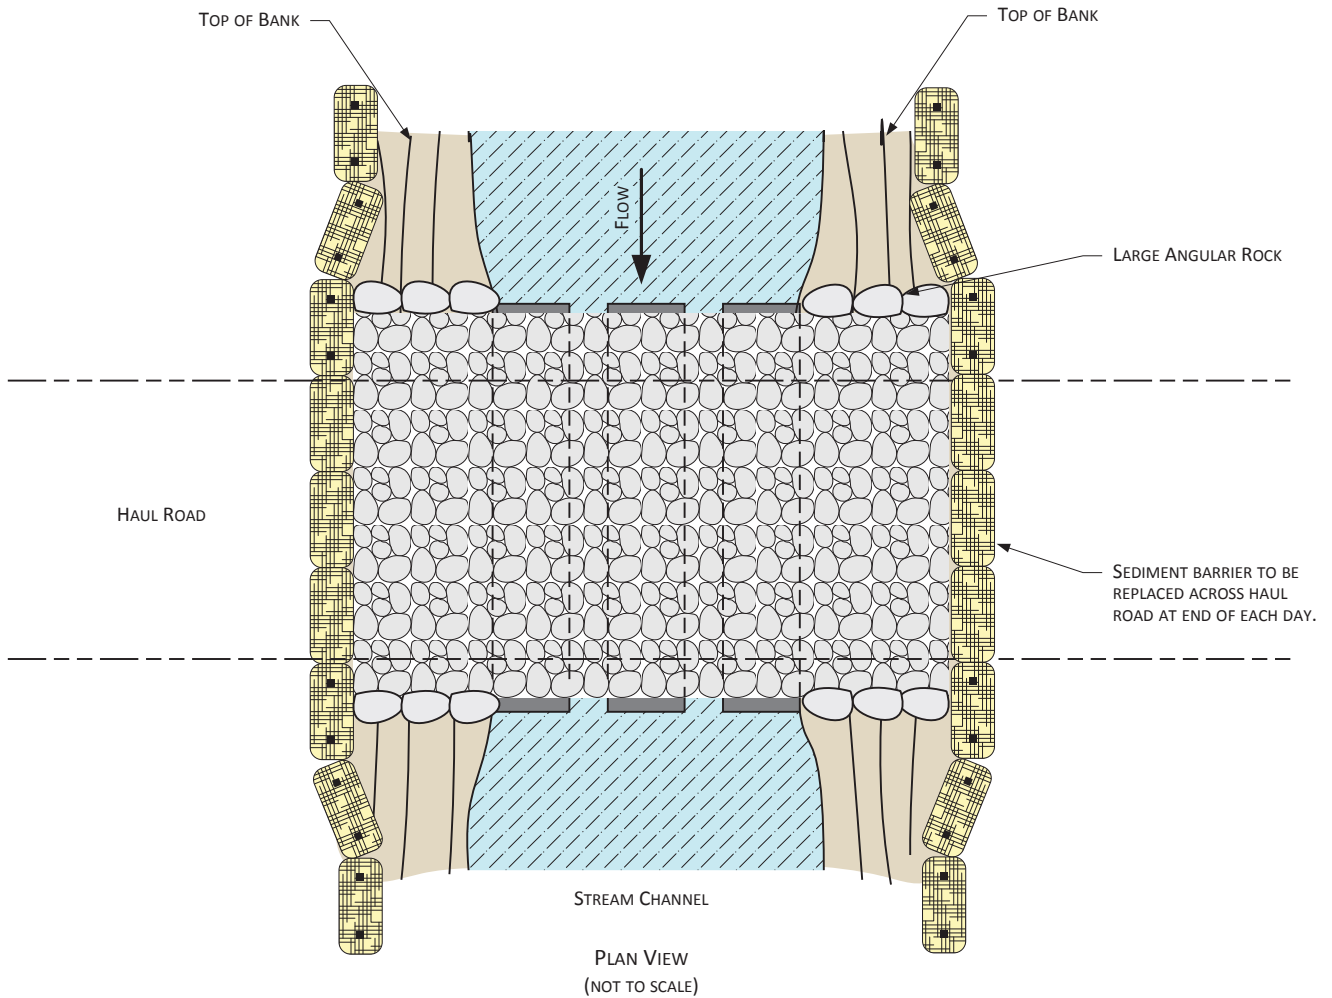 Top of Bank
Top of Bank
Flow
Large Angular Rock
Haul Road
Sediment barrier to be
replaced across haul
road at end of each day.
Stream Channel
Plan View
(not to scale)